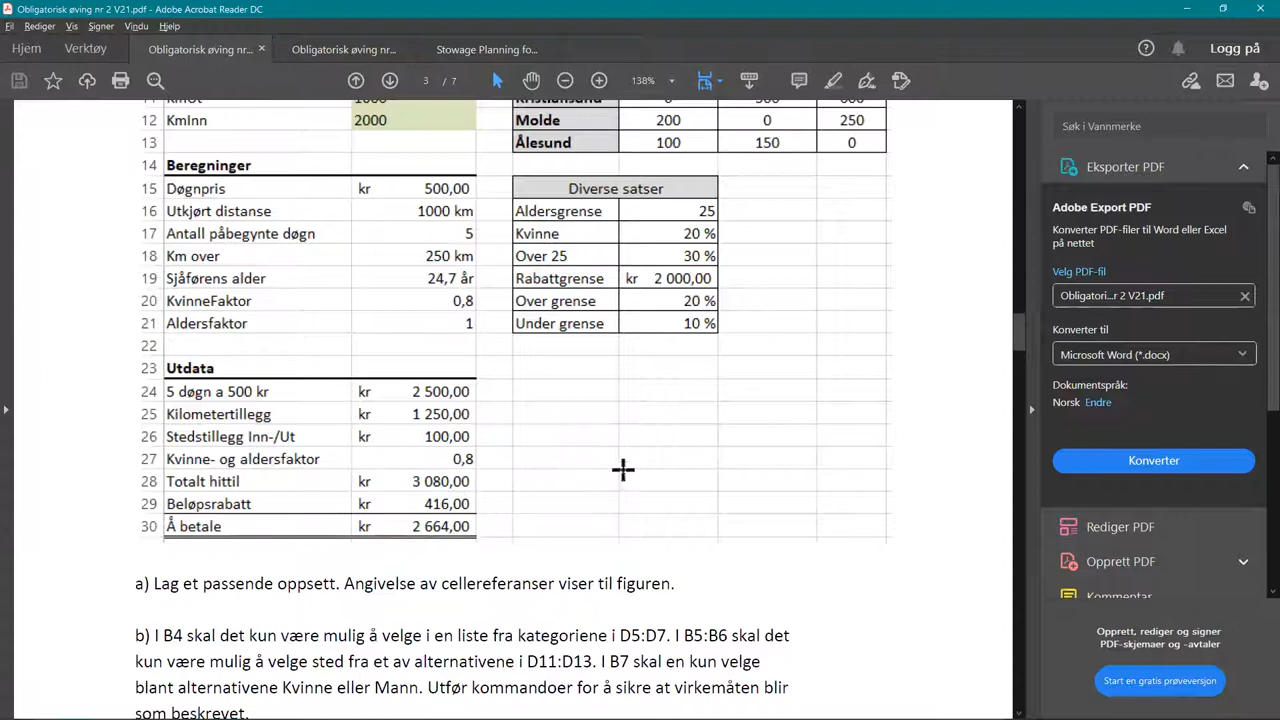 Obligatorisk øving nr 2 V21.pdf - Adobe Acrobat Reader DC
Fil Rediger Vis Signer Vindu Hjelp
Hjem Verktøy Obligatorisk øving nr... × Obligatorisk øving nr... Stowage Planning fo... Logg på
3 / 7 138%
12 KmInn 2000 Molde 200 0 250
13 Ålesund 100 150 0
14 Beregninger
15 Døgnpris kr 500,00 Diverse satser
16 Utkjørt distanse 1000 km Aldersgrense 25
17 Antall påbegynte døgn 5 Kvinne 20 %
18 Km over 250 km Over 25 30 %
19 Sjåførens alder 24,7 år Rabattgrense kr 2 000,00
20 KvinneFaktor 0,8 Over grense 20 %
21 Aldersfaktor 1 Under grense 10 %
22
23 Utdata
24 5 døgn a 500 kr kr 2 500,00
25 Kilometertillegg kr 1 250,00
26 Stedstillegg Inn-/Ut kr 100,00
27 Kvinne- og aldersfaktor 0,8
28 Totalt hittil kr 3 080,00
29 Beløpsrabatt kr 416,00
30 Å betale kr 2 664,00
a) Lag et passende oppsett. Angivelse av cellereferanser viser til figuren.
b) I B4 skal det kun være mulig å velge i en liste fra kategoriene i D5:D7. I B5:B6 skal det
kun være mulig å velge sted fra et av alternativene i D11:D13. I B7 skal en kun velge
blant alternativene Kvinne eller Mann. Utfør kommandoer for å sikre at virkemåten blir
som beskrevet.
Søk i Vannmerke
Eksporter PDF
Adobe Export PDF
Konverter PDF-filer til Word eller Excel
på nettet
Velg PDF-fil
Obligatori...r 2 V21.pdf
Konverter til
Microsoft Word (*.docx)
Dokumentspråk:
Norsk Endre
Konverter
Rediger PDF
Opprett PDF
Kommentar
Opprett, rediger og signer
PDF-skjemaer og -avtaler
Start en gratis prøveversjon